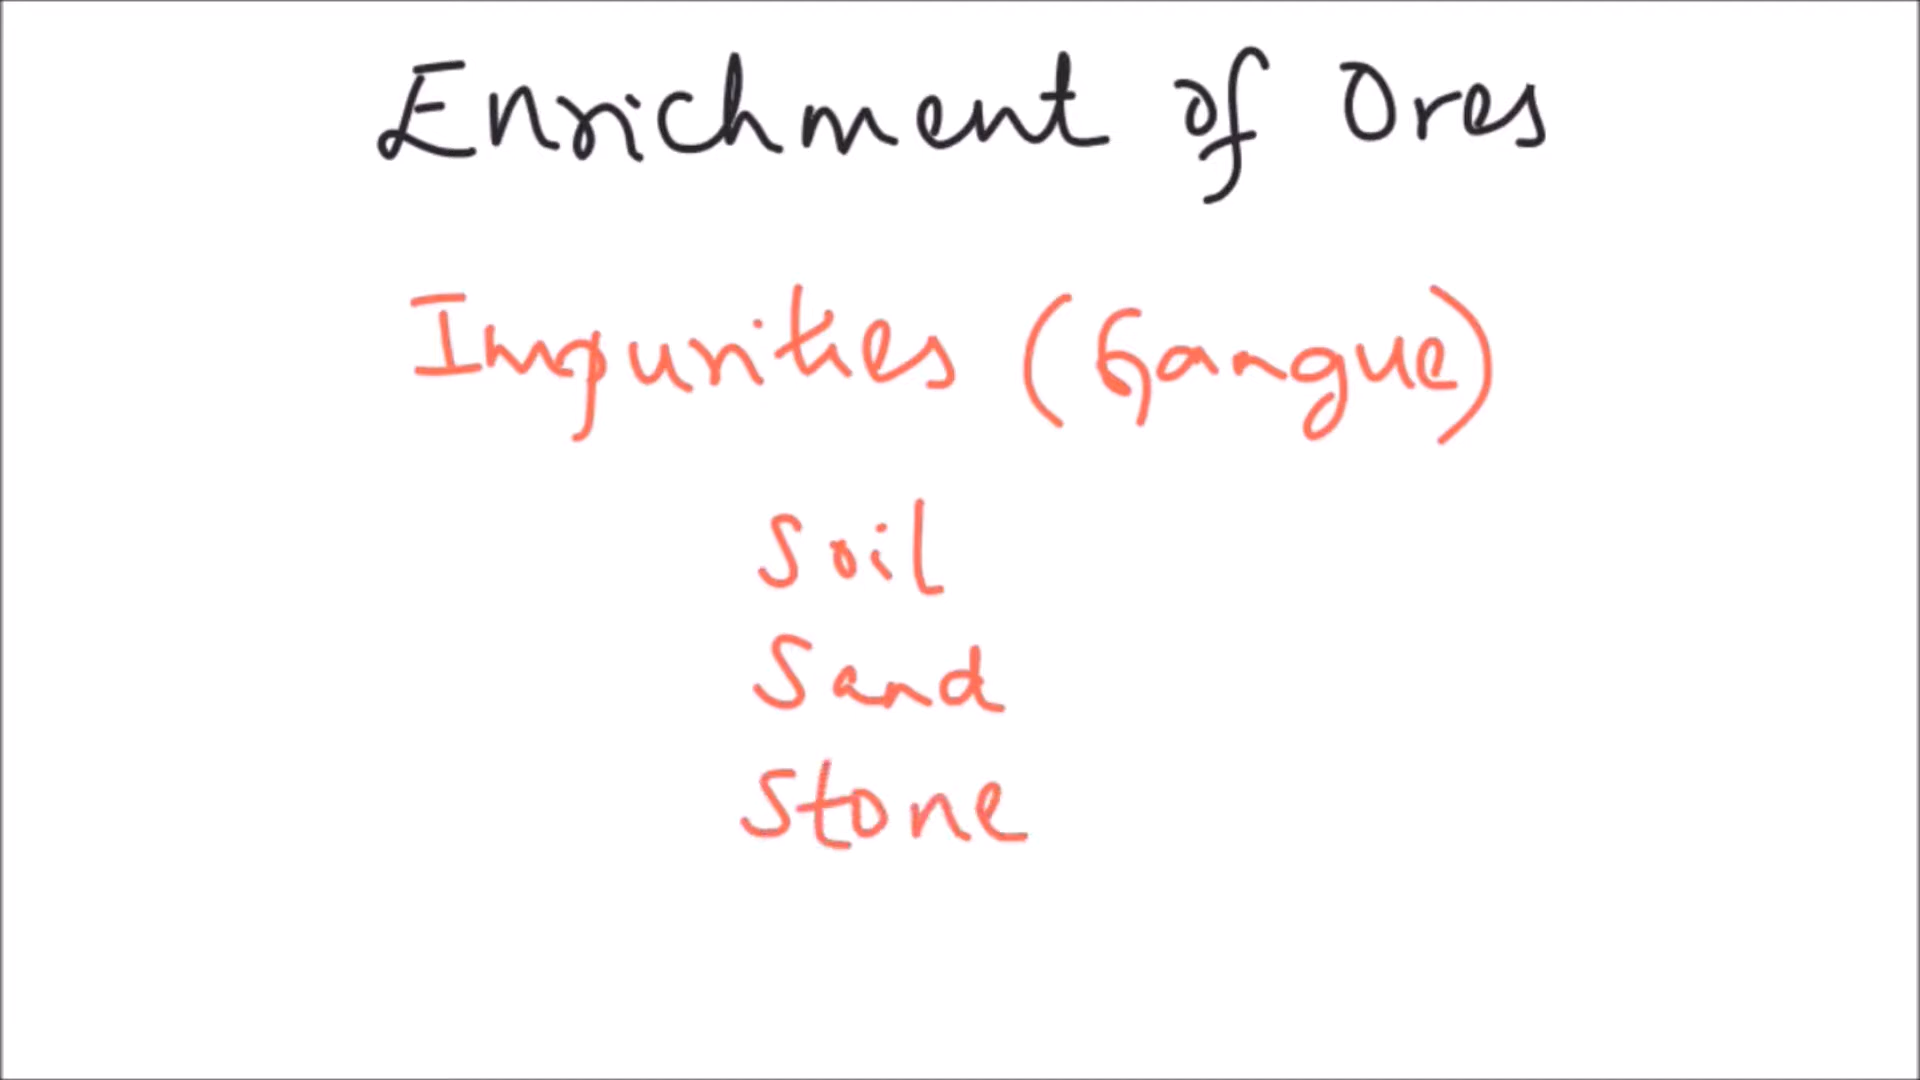 Enrichment of Ores
Impurities (Gangue)
Soil
Sand
Stone